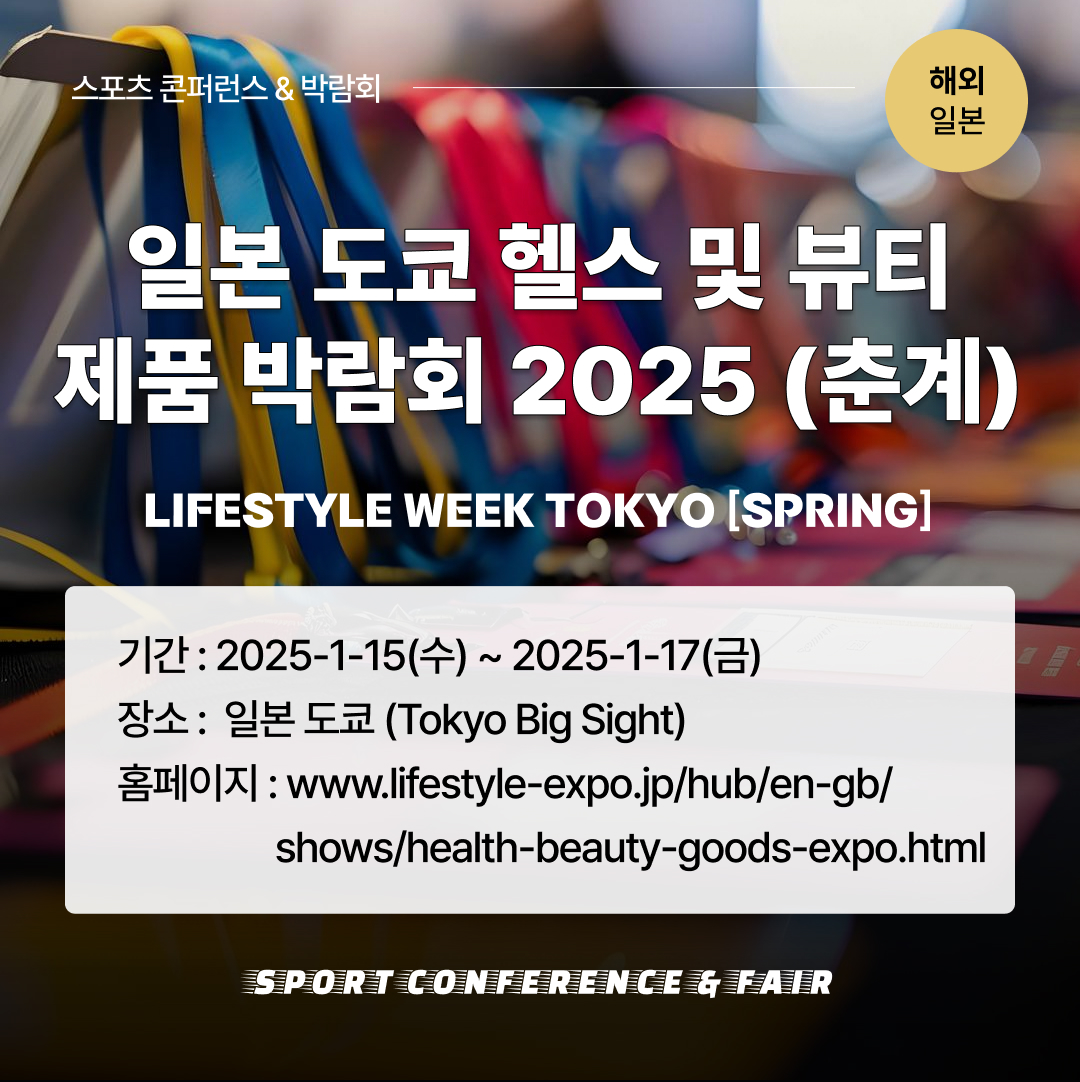 스포츠 콘퍼런스 & 박람회
해외
일본
일본 도쿄 헬스 및 뷰티
제품 박람회 2025 (춘계)
LIFESTYLE WEEK TOKYO [SPRING]
기간 : 2025-1-15(수) ~ 2025-1-17(금)
장소 : 일본 도쿄 (Tokyo Big Sight)
홈페이지 : www.lifestyle-expo.jp/hub/en-gb/
shows/health-beauty-goods-expo.html
SPORT CONFERENCE & FAIR